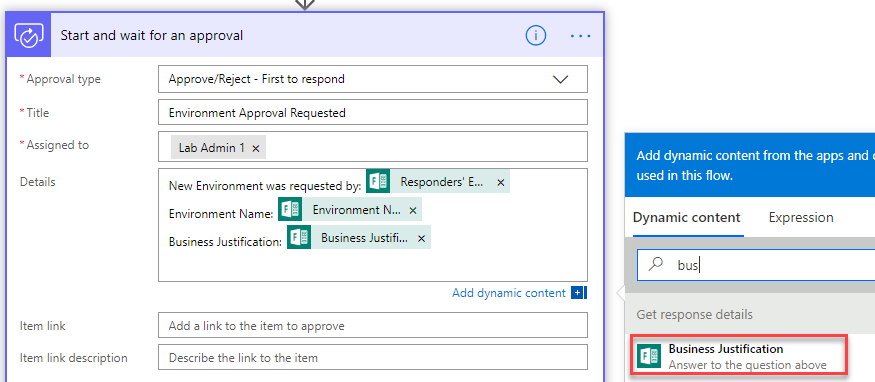 Start and wait for an approval
* Approval type
Approve/Reject - First to respond
* Title
Environment Approval Requested
* Assigned to
Lab Admin 1 ×
Details
New Environment was requested by: Responders' E... ×
Environment Name: Environment N... ×
Business Justification: Business Justifi... ×
Add dynamic content
Item link
Add a link to the item to approve
Item link description
Describe the link to the item
Add dynamic content from the apps and
used in this flow.
Dynamic content
Expression
bus
Get response details
Business Justification
Answer to the question above